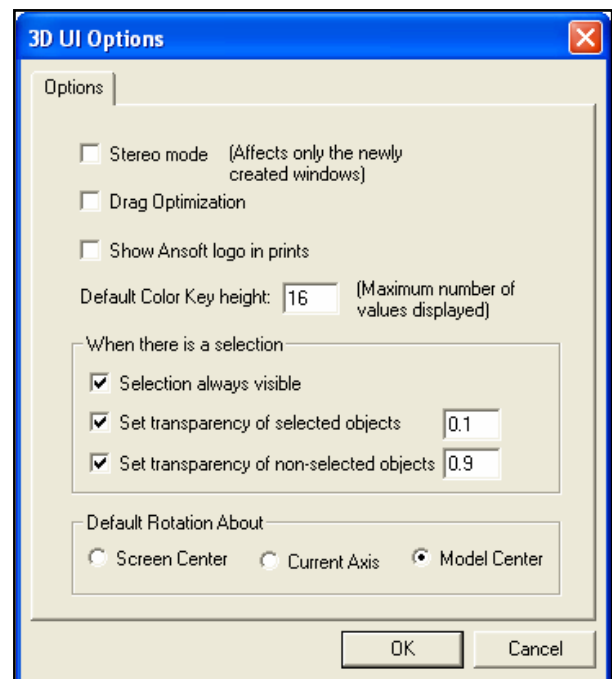 3D UI Options
Options
Stereo mode (Affects only the newly
created windows)
Drag Optimization
Show Ansoft logo in prints
Default Color Key height: 16 (Maximum number of
values displayed)
When there is a selection
Selection always visible
Set transparency of selected objects 0.1
Set transparency of non-selected objects 0.9
Default Rotation About
Screen Center Current Axis Model Center
OK Cancel